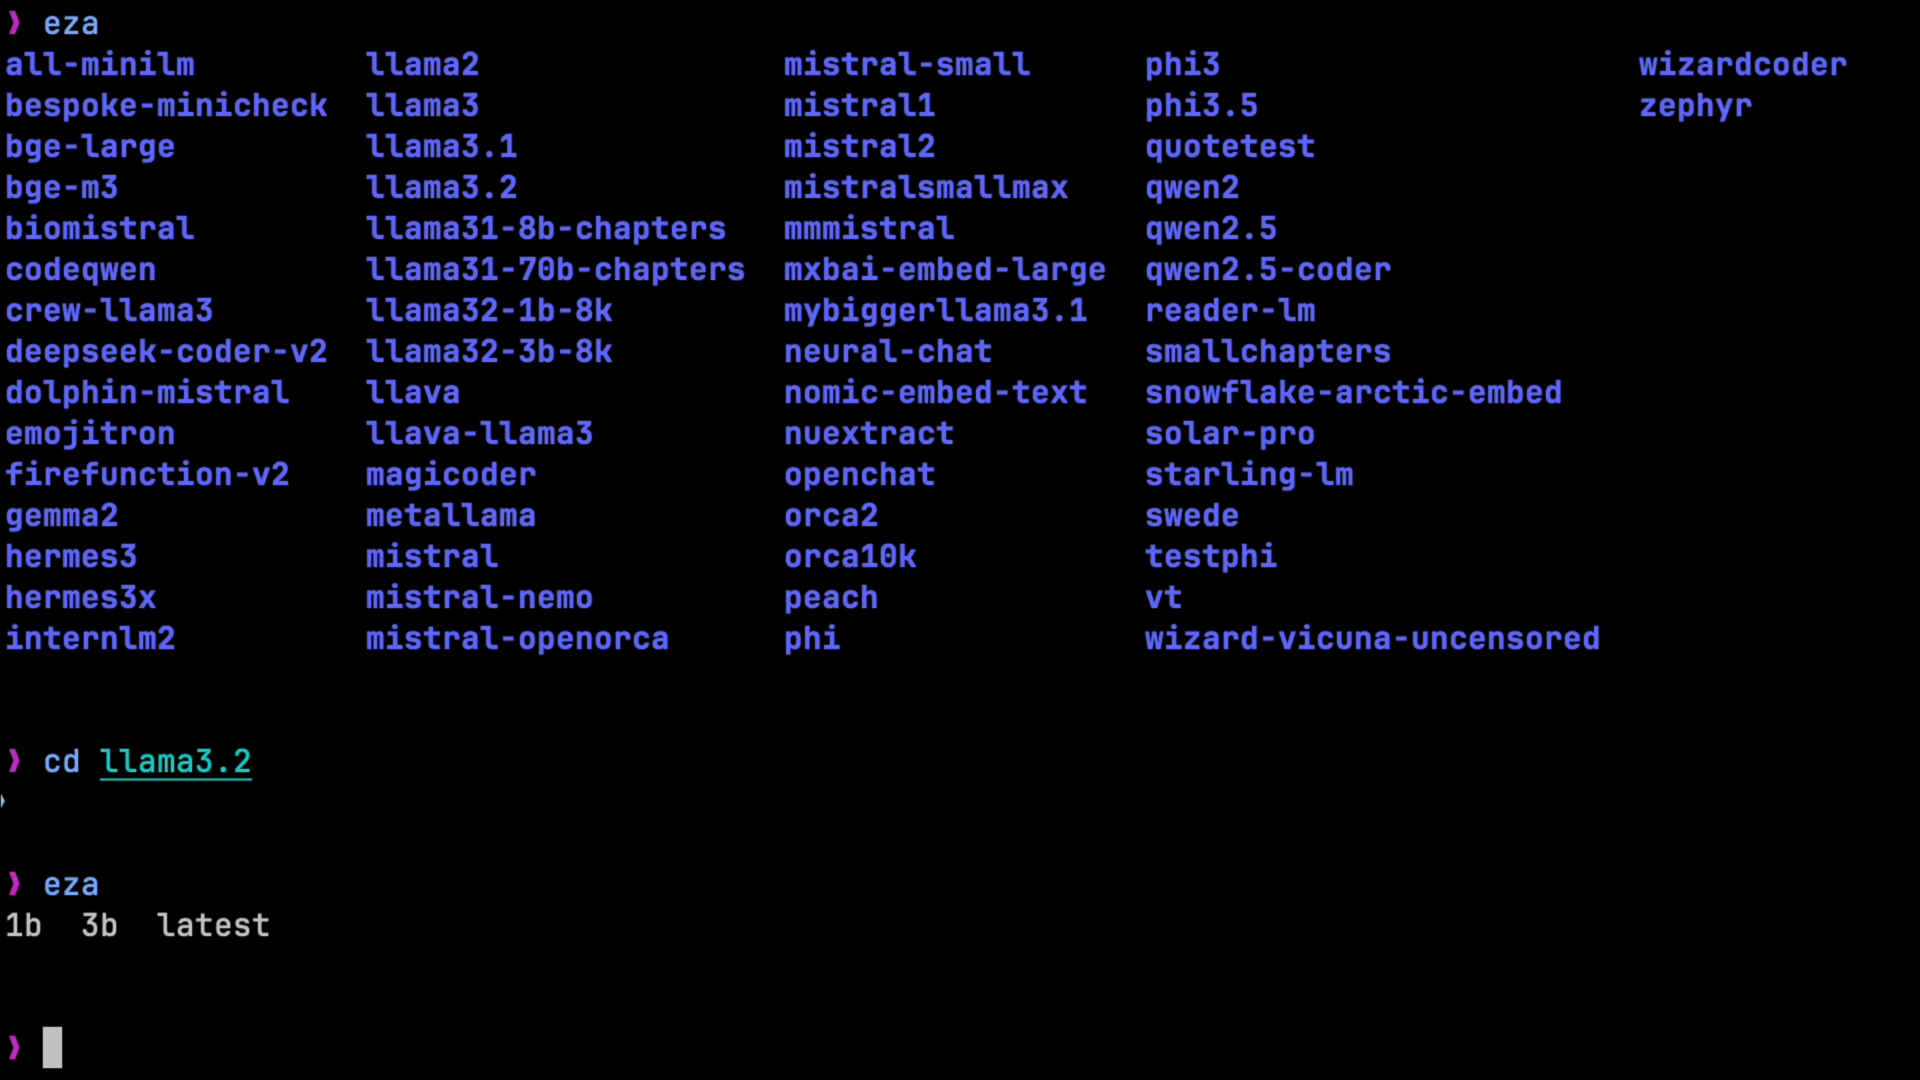 ❯ eza
all-minilm llama2 mistral-small phi3 wizardcoder
bespoke-minicheck llama3 mistral1 phi3.5 zephyr
bge-large llama3.1 mistral2 quotetest
bge-m3 llama3.2 mistralsmallmax qwen2
biomistral llama31-8b-chapters mmmistral qwen2.5
codeqwen llama31-70b-chapters mxbai-embed-large qwen2.5-coder
crew-llama3 llama32-1b-8k mybiggerllama3.1 reader-lm
deepseek-coder-v2 llama32-3b-8k neural-chat smallchapters
dolphin-mistral llava nomic-embed-text snowflake-arctic-embed
emojitron llava-llama3 nuextract solar-pro
firefunction-v2 magicoder openchat starling-lm
gemma2 metallama orca2 swede
hermes3 mistral orca10k testphi
hermes3x mistral-nemo peach vt
internlm2 mistral-openorca phi wizard-vicuna-uncensored
❯ cd llama3.2
❯ eza
1b 3b latest
❯